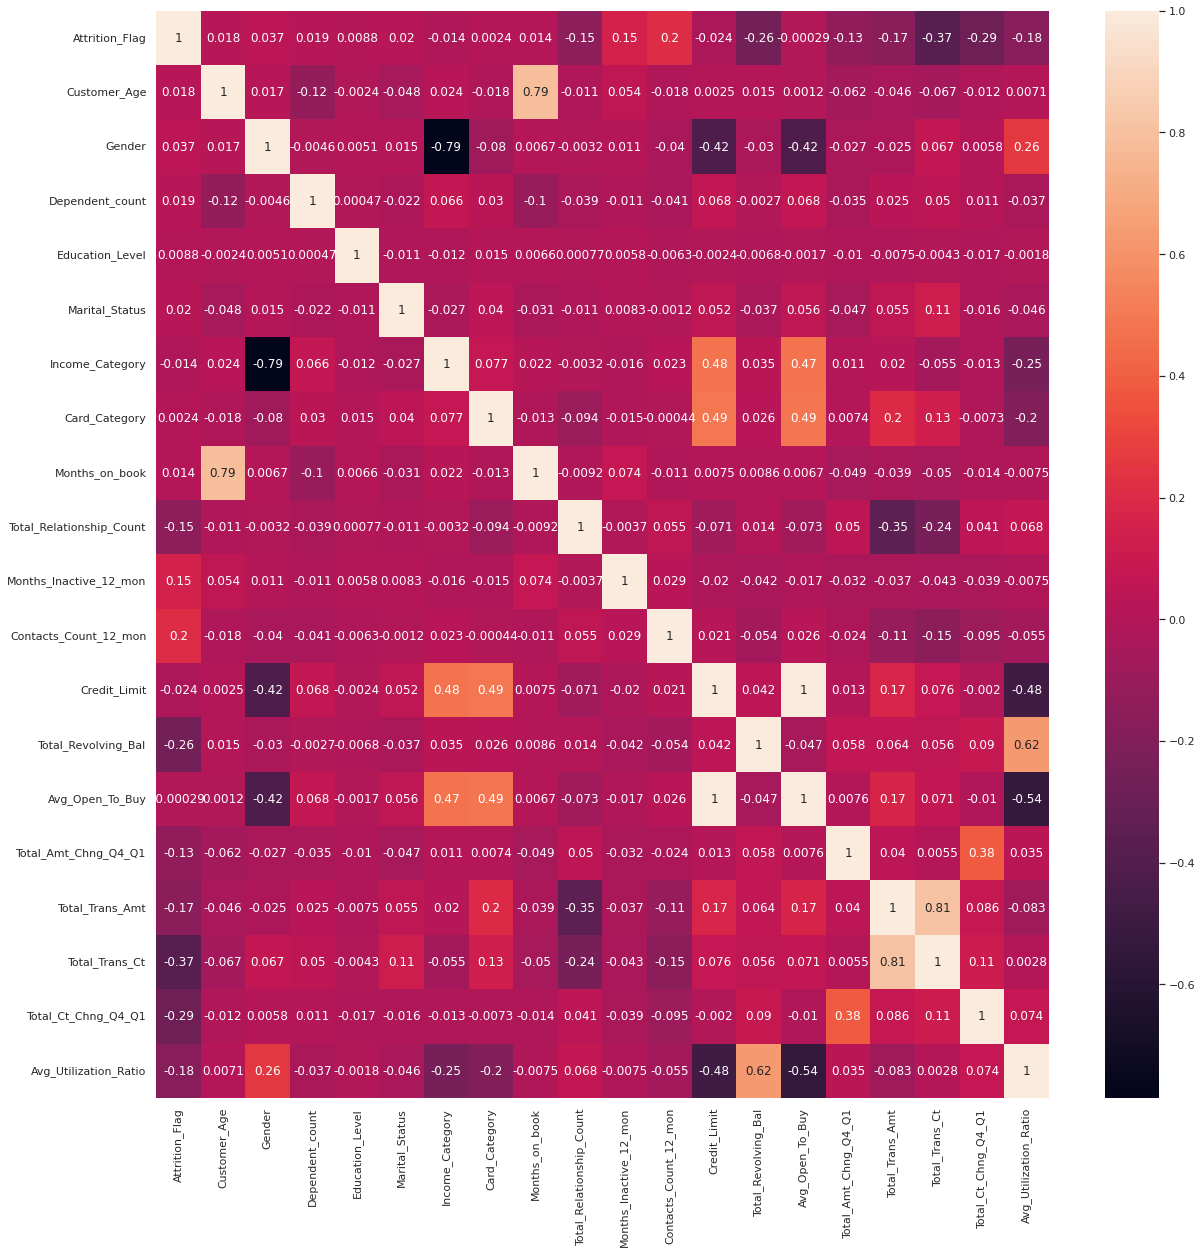 Attrition_Flag 1 0.018 0.037 0.019 0.0088 0.02 -0.014 0.0024 0.014 -0.15 0.15 0.2 -0.024 -0.26 -0.00029 -0.13 -0.17 -0.37 -0.29 -0.18
Customer_Age 0.018 1 0.017 -0.12 -0.0024 -0.048 0.024 -0.018 0.79 -0.011 0.054 -0.018 0.0025 0.015 0.0012 -0.062 -0.046 -0.067 -0.012 0.0071
Gender 0.037 0.017 1 -0.0046 0.0051 0.015 -0.79 -0.08 0.0067 -0.0032 0.011 -0.04 -0.42 -0.03 -0.42 -0.027 -0.025 0.067 0.0058 0.26
Dependent_count 0.019 -0.12 -0.0046 1 0.00047 -0.022 0.066 0.03 -0.1 -0.039 -0.011 -0.041 0.068 -0.0027 0.068 -0.035 0.025 0.05 0.011 -0.037
Education_Level 0.0088 -0.0024 0.0051 0.00047 1 -0.011 -0.012 0.015 0.0066 0.00077 0.0058 -0.0063 -0.0024 -0.0068 -0.0017 -0.01 -0.0075 -0.0043 -0.017 -0.0018
Marital_Status 0.02 -0.048 0.015 -0.022 -0.011 1 -0.027 0.04 -0.031 -0.011 0.0083 -0.0012 0.052 -0.037 0.056 -0.047 0.055 0.11 -0.016 -0.046
Income_Category -0.014 0.024 -0.79 0.066 -0.012 -0.027 1 0.077 0.022 -0.0032 -0.016 0.023 0.48 0.035 0.47 0.011 0.02 -0.055 -0.013 -0.25
Card_Category 0.0024 -0.018 -0.08 0.03 0.015 0.04 0.077 1 -0.013 -0.094 -0.015 -0.00044 0.49 0.026 0.49 0.0074 0.2 0.13 -0.0073 -0.2
Months_on_book 0.014 0.79 0.0067 -0.1 0.0066 -0.031 0.022 -0.013 1 -0.0092 0.074 -0.011 0.0075 0.0086 0.0067 -0.049 -0.039 -0.05 -0.014 -0.0075
Total_Relationship_Count -0.15 -0.011 -0.0032 -0.039 0.00077 -0.011 -0.0032 -0.094 -0.0092 1 -0.0037 0.055 -0.071 0.014 -0.073 0.05 -0.35 -0.24 0.041 0.068
Months_Inactive_12_mon 0.15 0.054 0.011 -0.011 0.0058 0.0083 -0.016 -0.015 0.074 -0.0037 1 0.029 -0.02 -0.042 -0.017 -0.032 -0.037 -0.043 -0.039 -0.0075
Contacts_Count_12_mon 0.2 -0.018 -0.04 -0.041 -0.0063 -0.0012 0.023 -0.00044 -0.011 0.055 0.029 1 0.021 -0.054 0.026 -0.024 -0.11 -0.15 -0.095 -0.055
Credit_Limit -0.024 0.0025 -0.42 0.068 -0.0024 0.052 0.48 0.49 0.0075 -0.071 -0.02 0.021 1 0.042 1 0.013 0.17 0.076 -0.002 -0.48
Total_Revolving_Bal -0.26 0.015 -0.03 -0.0027 -0.0068 -0.037 0.035 0.026 0.0086 0.014 -0.042 -0.054 0.042 1 -0.047 0.058 0.064 0.056 0.09 0.62
Avg_Open_To_Buy 0.00029 0.0012 -0.42 0.068 -0.0017 0.056 0.47 0.49 0.0067 -0.073 -0.017 0.026 1 -0.047 1 0.0076 0.17 0.071 -0.01 -0.54
Total_Amt_Chng_Q4_Q1 -0.13 -0.062 -0.027 -0.035 -0.01 -0.047 0.011 0.0074 -0.049 0.05 -0.032 -0.024 0.013 0.058 0.0076 1 0.04 0.0055 0.38 0.035
Total_Trans_Amt -0.17 -0.046 -0.025 0.025 -0.0075 0.055 0.02 0.2 -0.039 -0.35 -0.037 -0.11 0.17 0.064 0.17 0.04 1 0.81 0.086 -0.083
Total_Trans_Ct -0.37 -0.067 0.067 0.05 -0.0043 0.11 -0.055 0.13 -0.05 -0.24 -0.043 -0.15 0.076 0.056 0.071 0.0055 0.81 1 0.11 0.0028
Total_Ct_Chng_Q4_Q1 -0.29 -0.012 0.0058 0.011 -0.017 -0.016 -0.013 -0.0073 -0.014 0.041 -0.039 -0.095 -0.002 0.09 -0.01 0.38 0.086 0.11 1 0.074
Avg_Utilization_Ratio -0.18 0.0071 0.26 -0.037 -0.0018 -0.046 -0.25 -0.2 -0.0075 0.068 -0.0075 -0.055 -0.48 0.62 -0.54 0.035 -0.083 0.0028 0.074 1
Attrition_Flag
Customer_Age
Gender
Dependent_count
Education_Level
Marital_Status
Income_Category
Card_Category
Months_on_book
Total_Relationship_Count
Months_Inactive_12_mon
Contacts_Count_12_mon
Credit_Limit
Total_Revolving_Bal
Avg_Open_To_Buy
Total_Amt_Chng_Q4_Q1
Total_Trans_Amt
Total_Trans_Ct
Total_Ct_Chng_Q4_Q1
Avg_Utilization_Ratio
1.0
0.8
0.6
0.4
0.2
0.0
−0.2
−0.4
−0.6